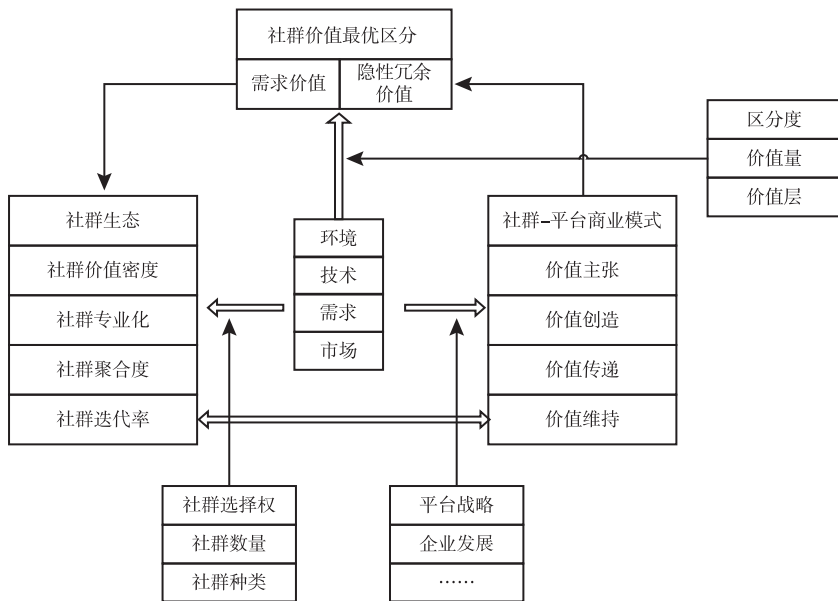 社群价值最优区分
需求价值
隐性冗余
价值
区分度
价值量
价值层
社群生态
社群价值密度
社群专业化
社群聚合度
社群迭代率
环境
技术
需求
市场
社群-平台商业模式
价值主张
价值创造
价值传递
价值维持
社群选择权
社群数量
社群种类
平台战略
企业发展
……